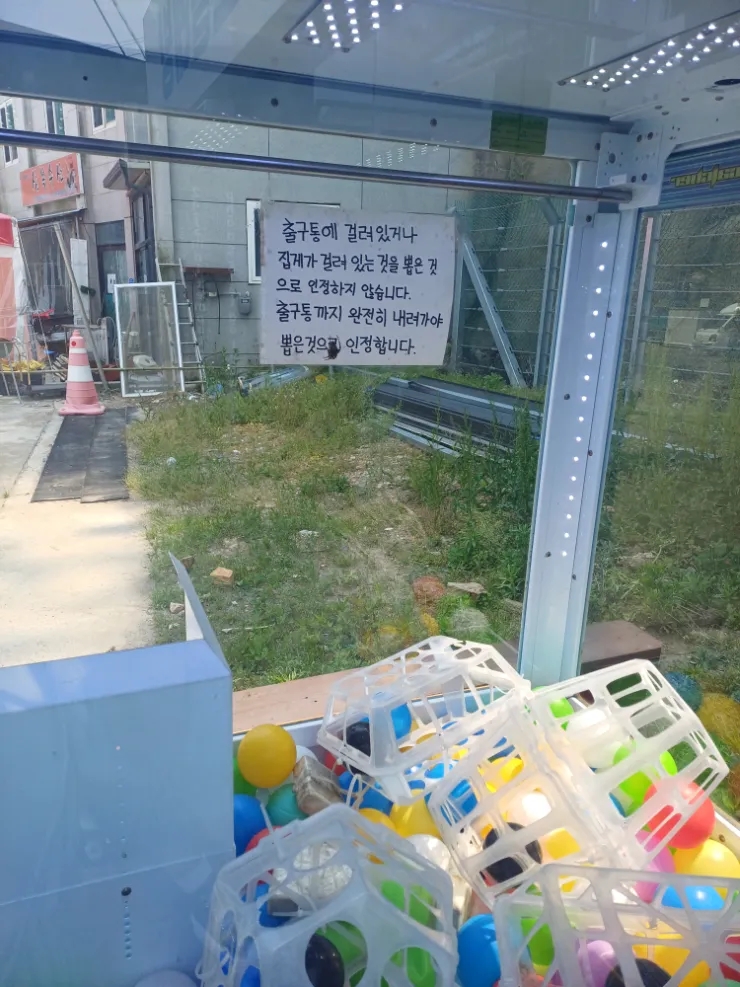 출구통에 걸려있거나
집게가 걸려 있는 것을 뽑은 것
으로 인정하지 않습니다.
출구통까지 완전히 내려가야
뽑은것으로 인정합니다.